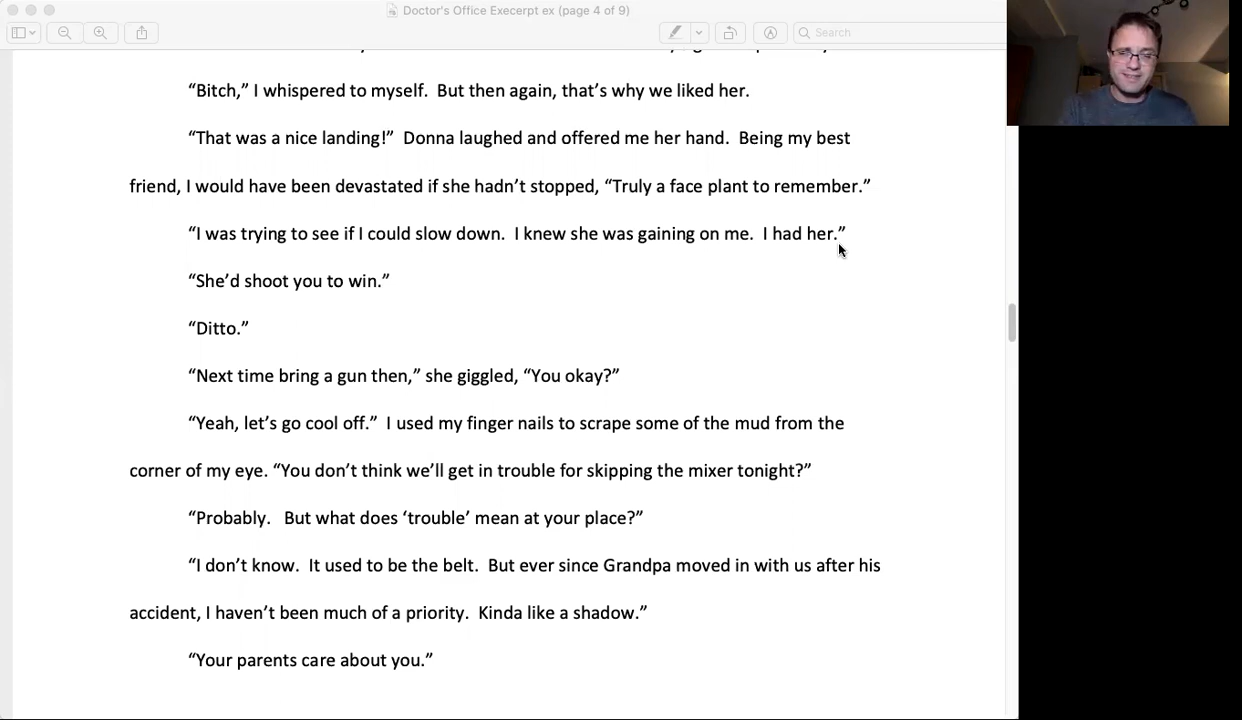 Doctor's Office Execerpt ex (page 4 of 9)
Search
“Bitch,” I whispered to myself.  But then again, that’s why we liked her.
“That was a nice landing!”  Donna laughed and offered me her hand.  Being my best
friend, I would have been devastated if she hadn’t stopped, “Truly a face plant to remember.”
“I was trying to see if I could slow down.  I knew she was gaining on me.  I had her.”
“She’d shoot you to win.”
“Ditto.”
“Next time bring a gun then,” she giggled, “You okay?”
“Yeah, let’s go cool off.”  I used my finger nails to scrape some of the mud from the
corner of my eye. “You don’t think we’ll get in trouble for skipping the mixer tonight?”
“Probably.   But what does ‘trouble’ mean at your place?”
“I don’t know.  It used to be the belt.  But ever since Grandpa moved in with us after his
accident, I haven’t been much of a priority.  Kinda like a shadow.”
“Your parents care about you.”